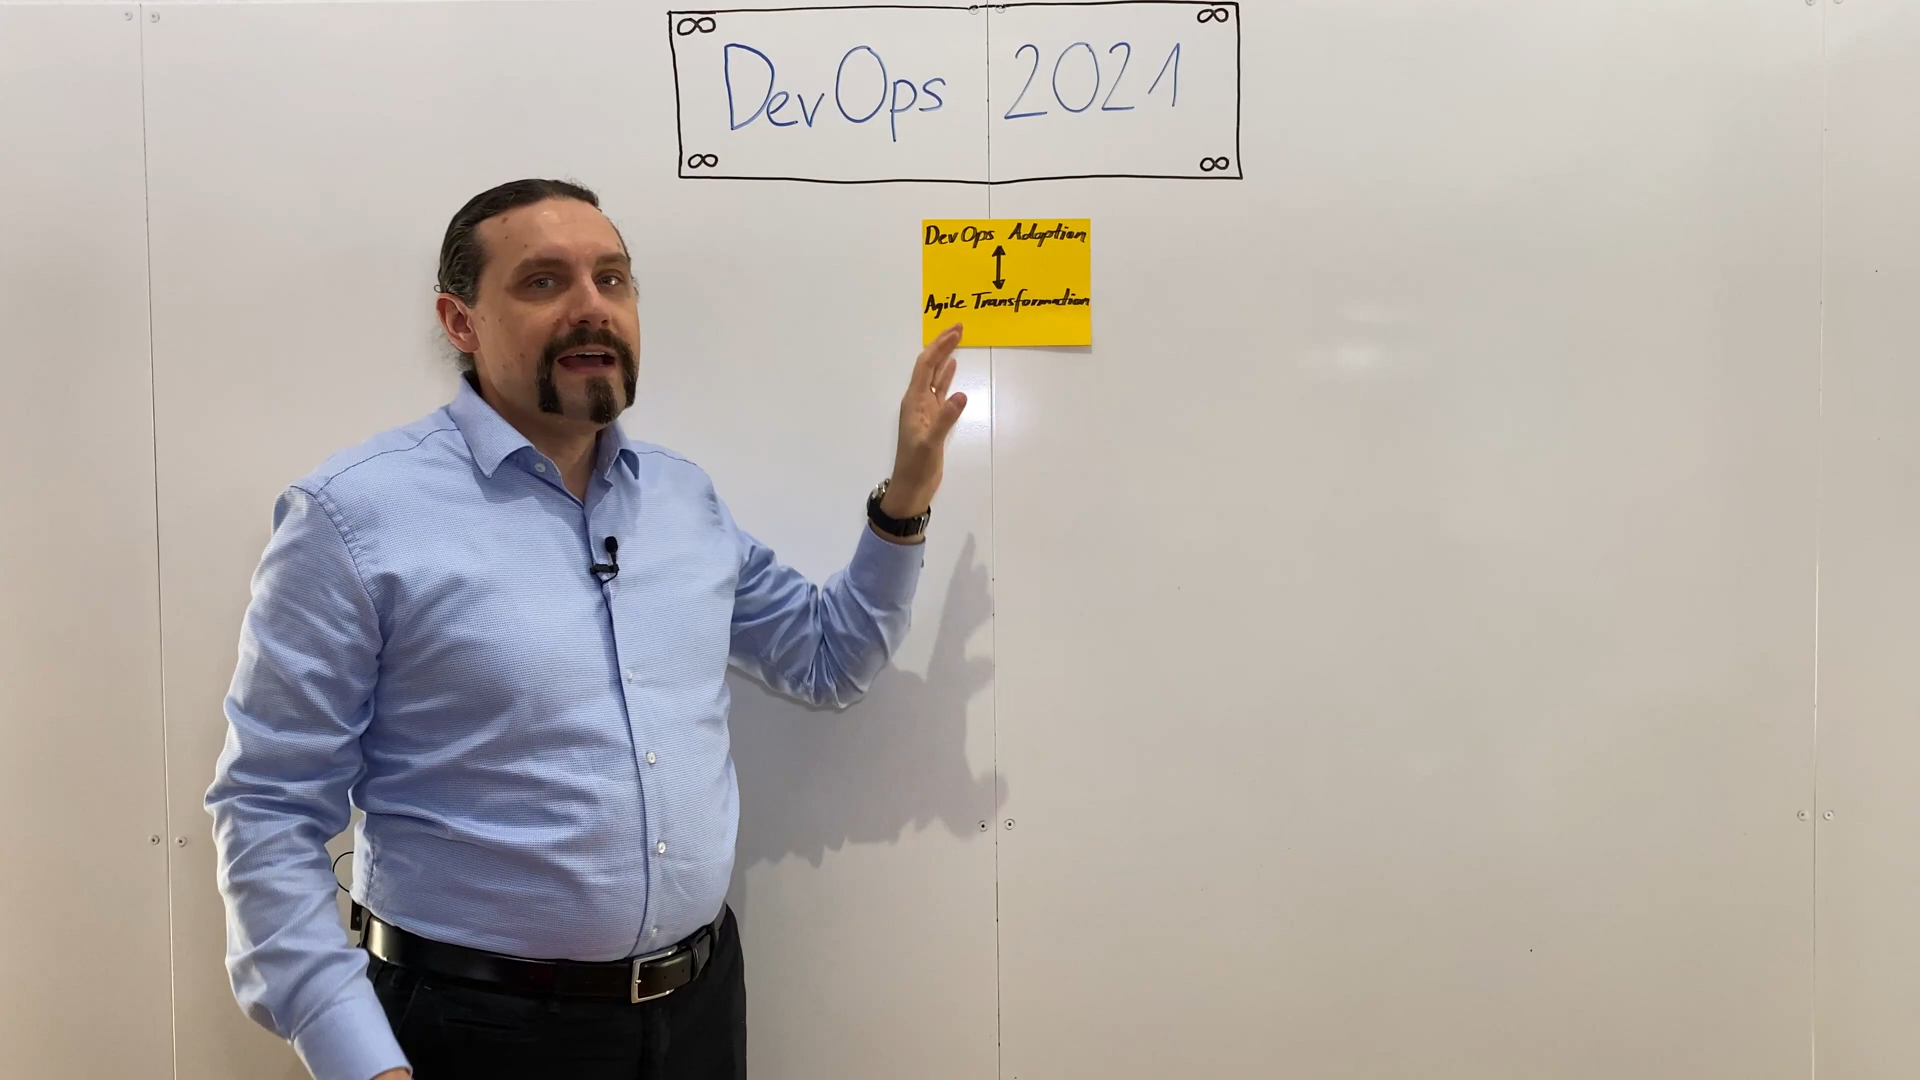 ∞ ∞
DevOps 2021
∞ ∞
DevOps Adoption
↕
Agile Transformation